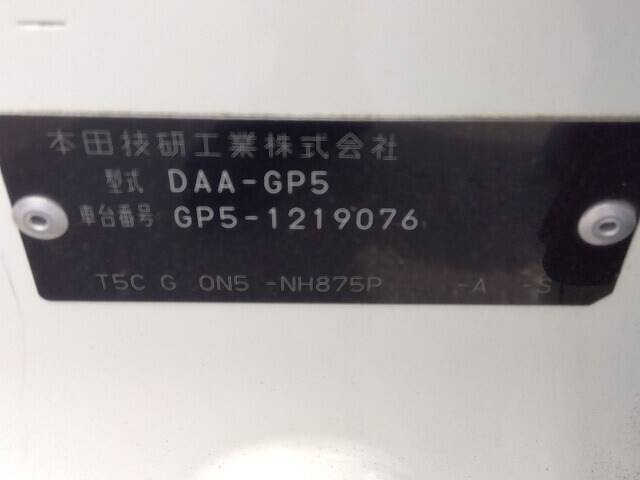 本田技研工業株式会社
型式 DAA-GP5
車台番号 GP5-1219076
T5C G ON5 -NH875P -A -S